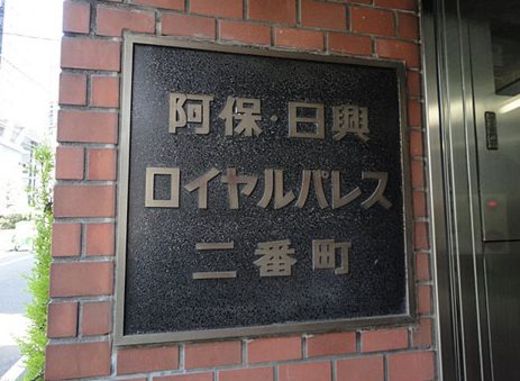 阿保・日興
ロイヤルパレス
二番町